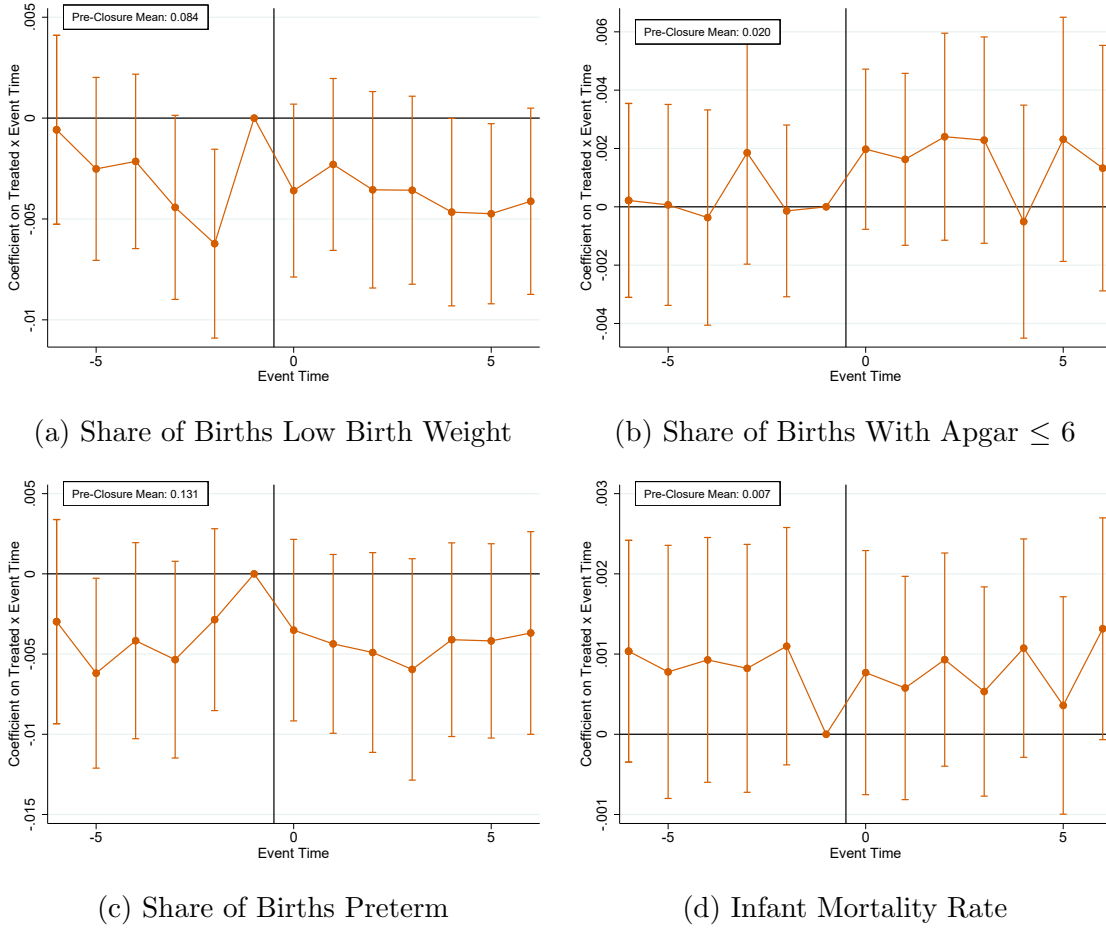 Pre-Closure Mean: 0.084
Coefficient on Treated x Event Time
.005
0
-.005
-.01
-5
0
5
Event Time
(a) Share of Births Low Birth Weight
Pre-Closure Mean: 0.020
Coefficient on Treated x Event Time
.006
.004
.002
0
-.002
-.004
-5
0
5
Event Time
(b) Share of Births With Apgar ≤ 6
Pre-Closure Mean: 0.131
Coefficient on Treated x Event Time
.005
0
-.005
-.01
-.015
-5
0
5
Event Time
(c) Share of Births Preterm
Pre-Closure Mean: 0.007
Coefficient on Treated x Event Time
.003
.002
.001
0
-.001
-5
0
5
Event Time
(d) Infant Mortality Rate